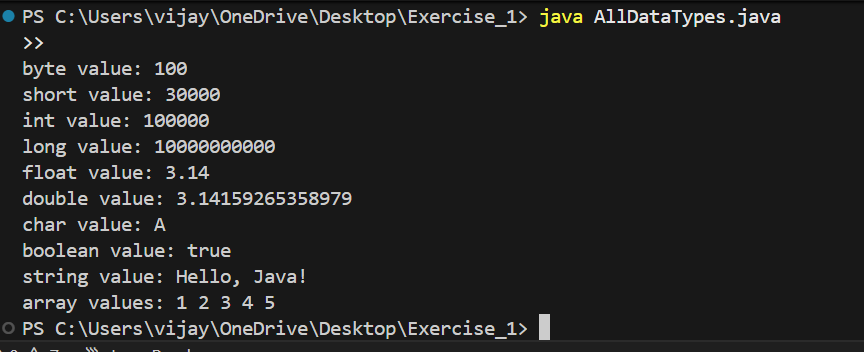 PS C:\Users\vijay\OneDrive\Desktop\Exercise_1> java AllDataTypes.java
>>
byte value: 100
short value: 30000
int value: 100000
long value: 10000000000
float value: 3.14
double value: 3.14159265358979
char value: A
boolean value: true
string value: Hello, Java!
array values: 1 2 3 4 5
PS C:\Users\vijay\OneDrive\Desktop\Exercise_1>